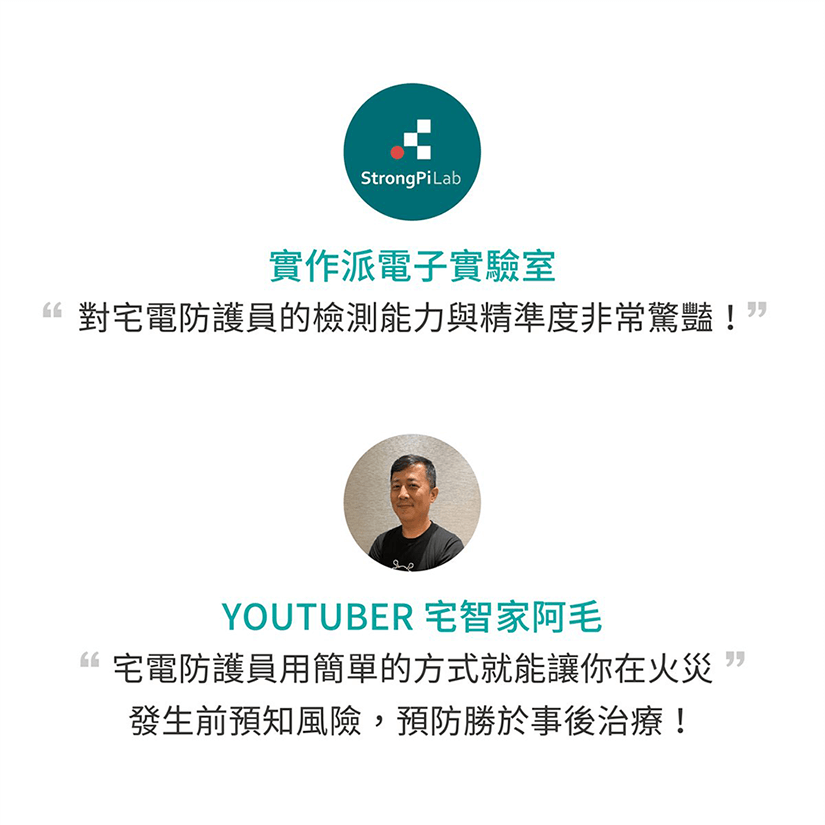 StrongPiLab
實作派電子實驗室
“ 對宅電防護員的檢測能力與精準度非常驚豔！”
YOUTUBER 宅智家阿毛
“ 宅電防護員用簡單的方式就能讓你在火災 ”
發生前預知風險，預防勝於事後治療！